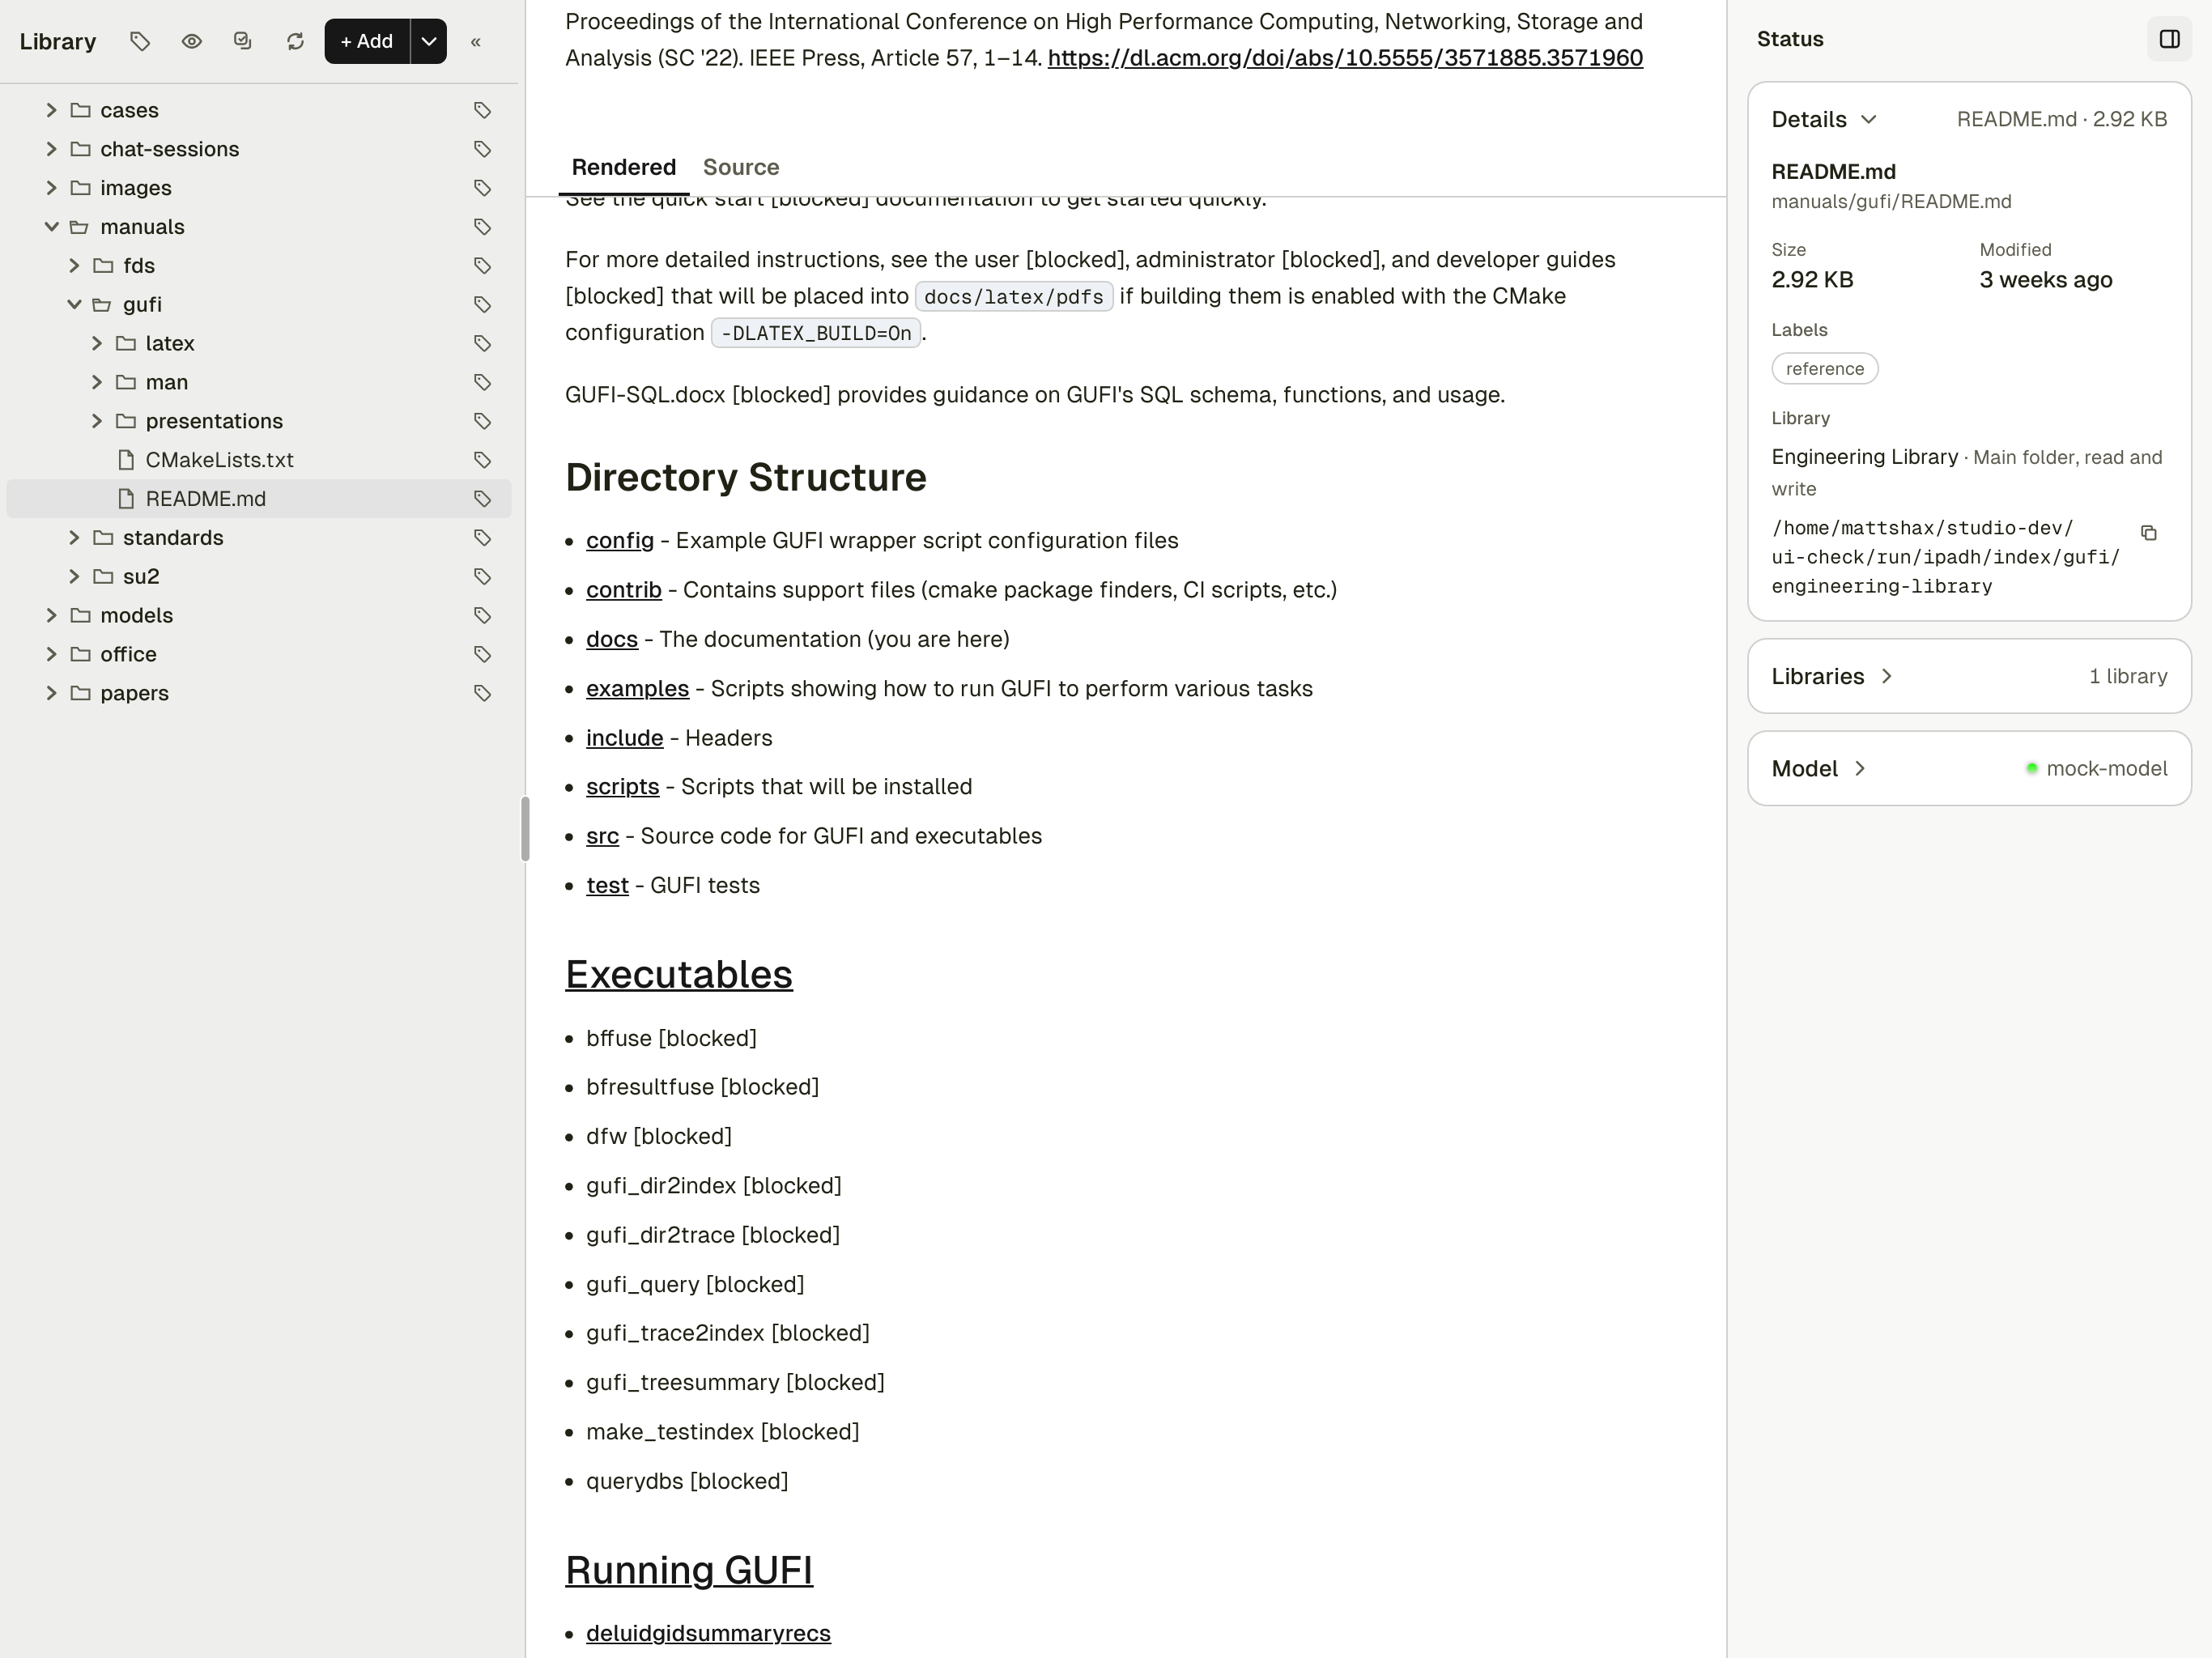 Library
+ Add
«
cases
chat-sessions
images
manuals
fds
gufi
latex
man
presentations
CMakeLists.txt
README.md
standards
su2
models
office
papers
Proceedings of the International Conference on High Performance Computing, Networking, Storage and
Analysis (SC '22). IEEE Press, Article 57, 1–14. https://dl.acm.org/doi/abs/10.5555/3571885.3571960
Rendered Source
See the quick start [blocked] documentation to get started quickly.
For more detailed instructions, see the user [blocked], administrator [blocked], and developer guides
[blocked] that will be placed into docs/latex/pdfs if building them is enabled with the CMake
configuration -DLATEX_BUILD=On.
GUFI-SQL.docx [blocked] provides guidance on GUFI's SQL schema, functions, and usage.
Directory Structure
• config - Example GUFI wrapper script configuration files
• contrib - Contains support files (cmake package finders, CI scripts, etc.)
• docs - The documentation (you are here)
• examples - Scripts showing how to run GUFI to perform various tasks
• include - Headers
• scripts - Scripts that will be installed
• src - Source code for GUFI and executables
• test - GUFI tests
Executables
• bffuse [blocked]
• bfresultfuse [blocked]
• dfw [blocked]
• gufi_dir2index [blocked]
• gufi_dir2trace [blocked]
• gufi_query [blocked]
• gufi_trace2index [blocked]
• gufi_treesummary [blocked]
• make_testindex [blocked]
• querydbs [blocked]
Running GUFI
• deluidgidsummaryrecs
Status
Details README.md · 2.92 KB
README.md
manuals/gufi/README.md
Size Modified
2.92 KB 3 weeks ago
Labels
reference
Library
Engineering Library · Main folder, read and
write
/home/mattshax/studio-dev/
ui-check/run/ipadh/index/gufi/
engineering-library
Libraries 1 library
Model mock-model